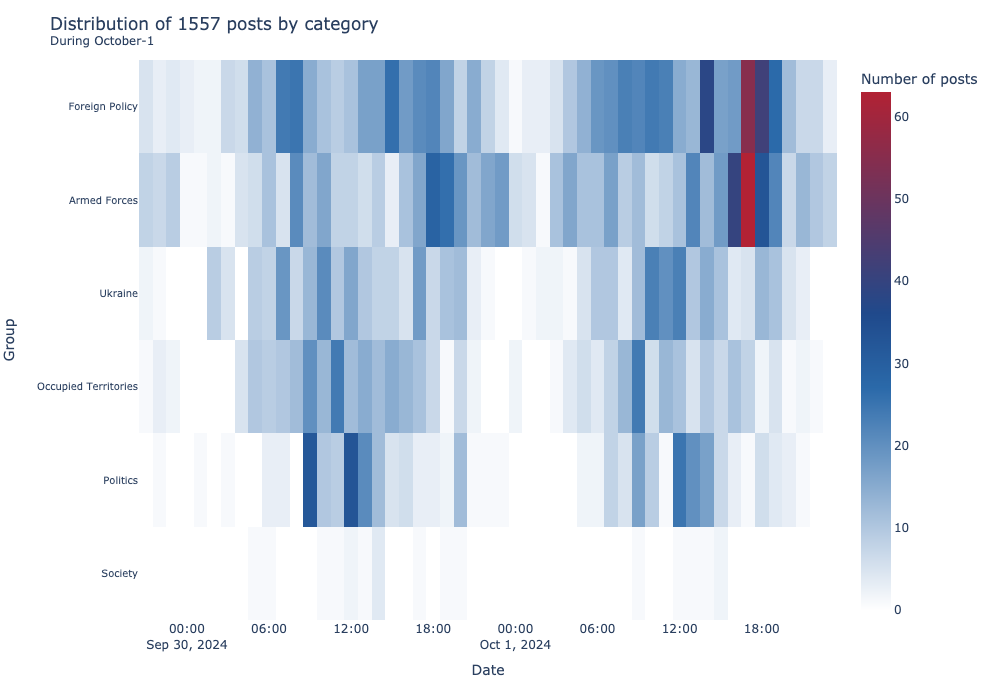 Distribution of 1557 posts by category
During October-1
Number of posts
Foreign Policy
Armed Forces
Ukraine
Occupied Territories
Politics
Society
Group
60
50
40
30
20
10
0
00:00
Sep 30, 2024
06:00
12:00
18:00
00:00
Oct 1, 2024
06:00
12:00
18:00
Date